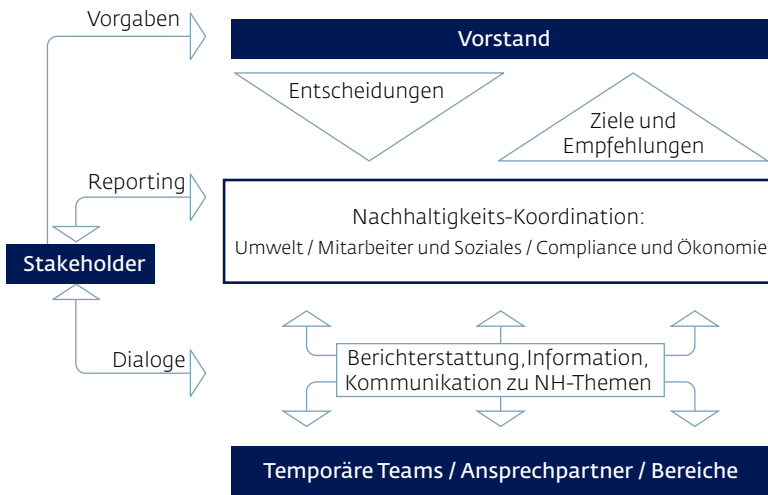 Vorgaben
Vorstand
Entscheidungen
Ziele und
Empfehlungen
Reporting
Nachhaltigkeits-Koordination:
Umwelt / Mitarbeiter und Soziales / Compliance und Ökonomie
Stakeholder
Dialoge
Berichterstattung,Information,
Kommunikation zu NH-Themen
Temporäre Teams / Ansprechpartner / Bereiche